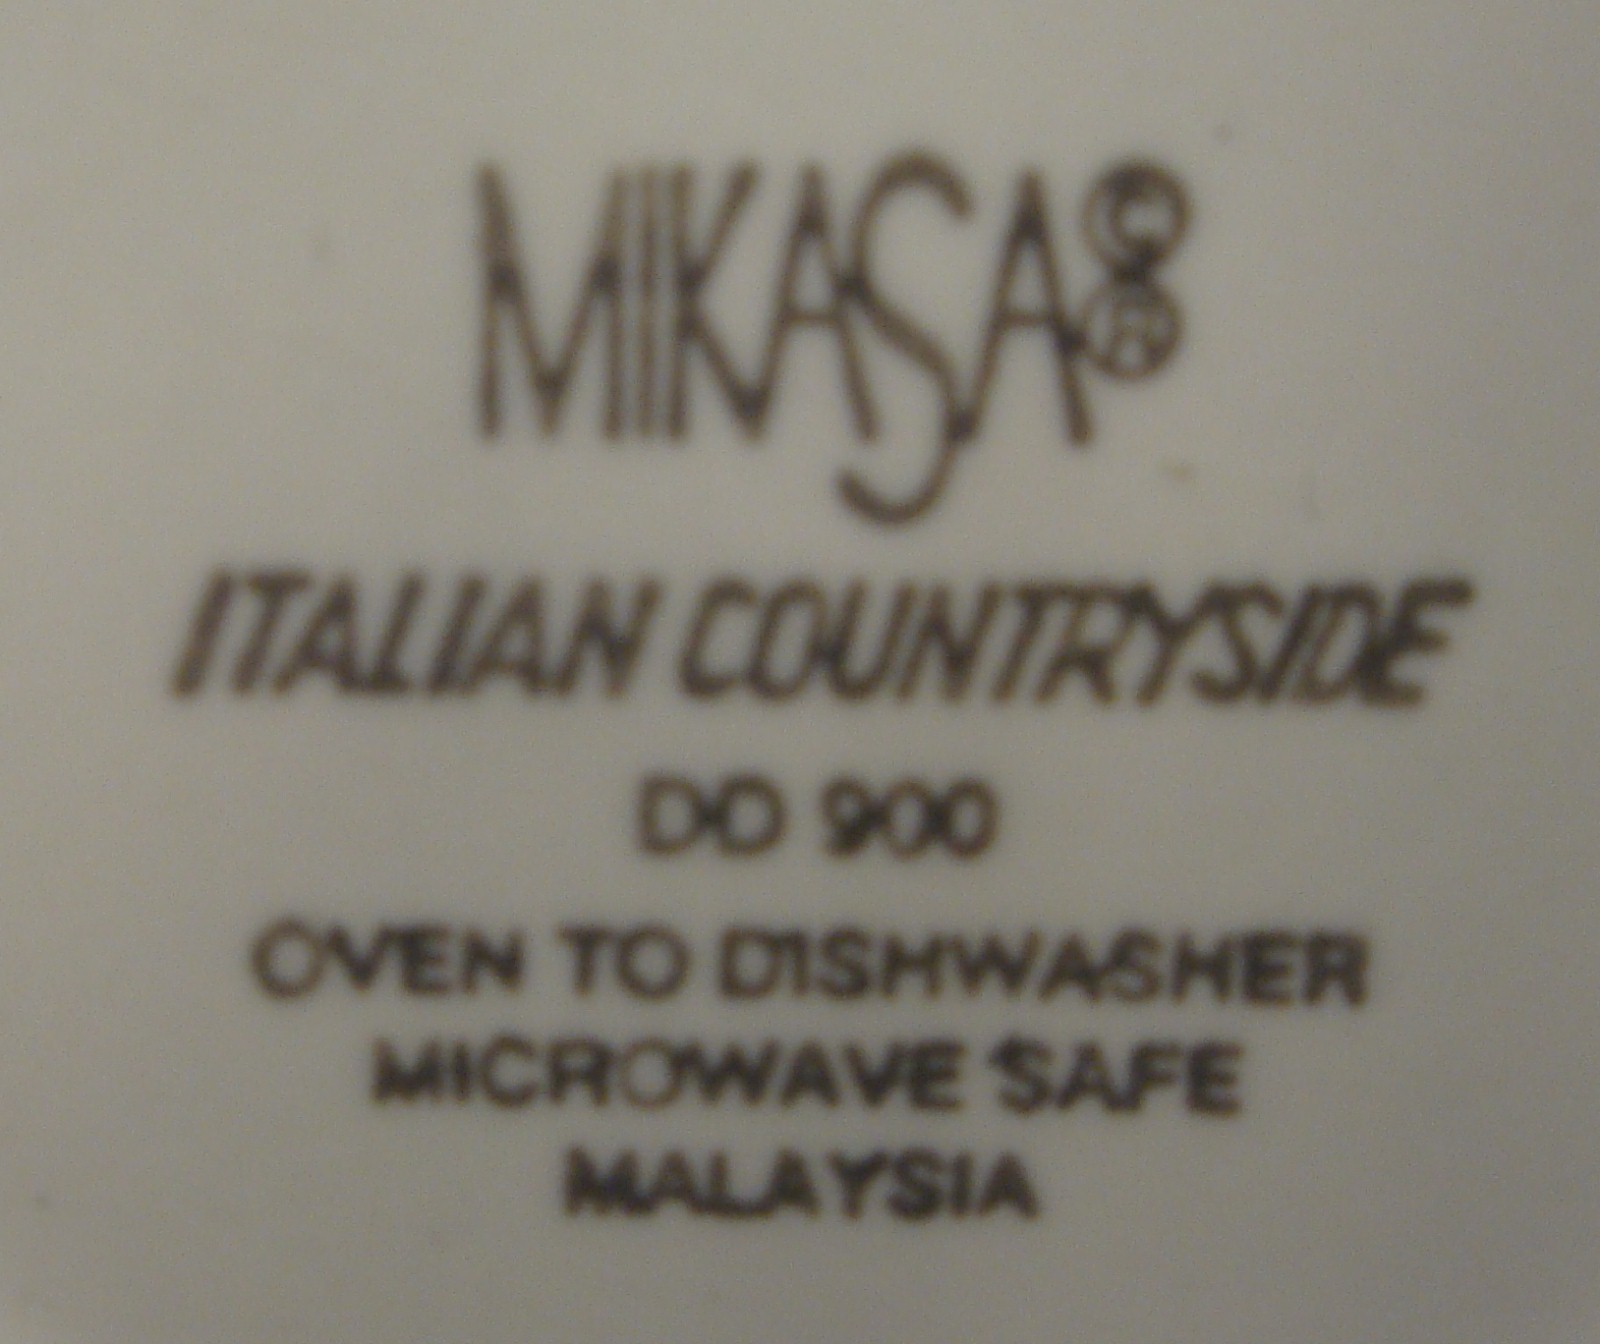 MIKASA©®
ITALIAN COUNTRYSIDE
DD 900
OVEN TO DISHWASHER
MICROWAVE SAFE
MALAYSIA